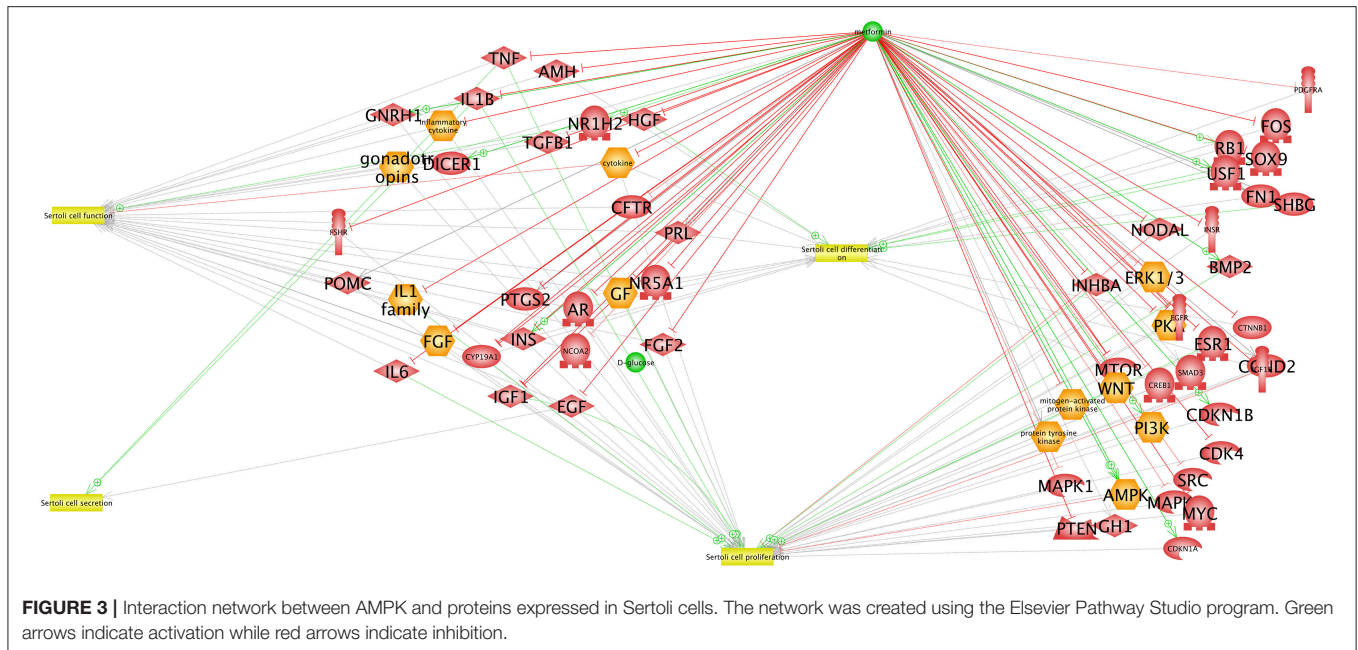 metformin
TNF
AMH
PDGFRA
IL1B
GNRH1
Inflammatory
cytokine
NR1H2
HGF
FOS
TGFB1
RB1
SOX9
gonadotr
opins
DICER1
cytokine
USF1
FN1
SHBG
Sertoli cell function
CFTR
FSHR
PRL
NODAL
INSR
Sertoli cell differentiati
on
BMP2
POMC
NR5A1
INHBA
ERK1/3
IL1
family
PTGS2
AR
GF
PKA
EGFR
CTNNB1
FGF
INS
NCOA2
FGF2
ESR1
CYP19A1
D-glucose
MTOR
SMAD3
CREB1
IL6
WNT
IGF1
EGF
mitogen-activated
protein kinase
CDKN1B
PI3K
protein tyrosine
kinase
CDK4
Sertoli cell secretion
MAPK1
SRC
AMPK
MAPK
MYC
PTEN
GH1
CDKN1A
Sertoli cell proliferation
FIGURE 3 | Interaction network between AMPK and proteins expressed in Sertoli cells. The network was created using the Elsevier Pathway Studio program. Green
arrows indicate activation while red arrows indicate inhibition.